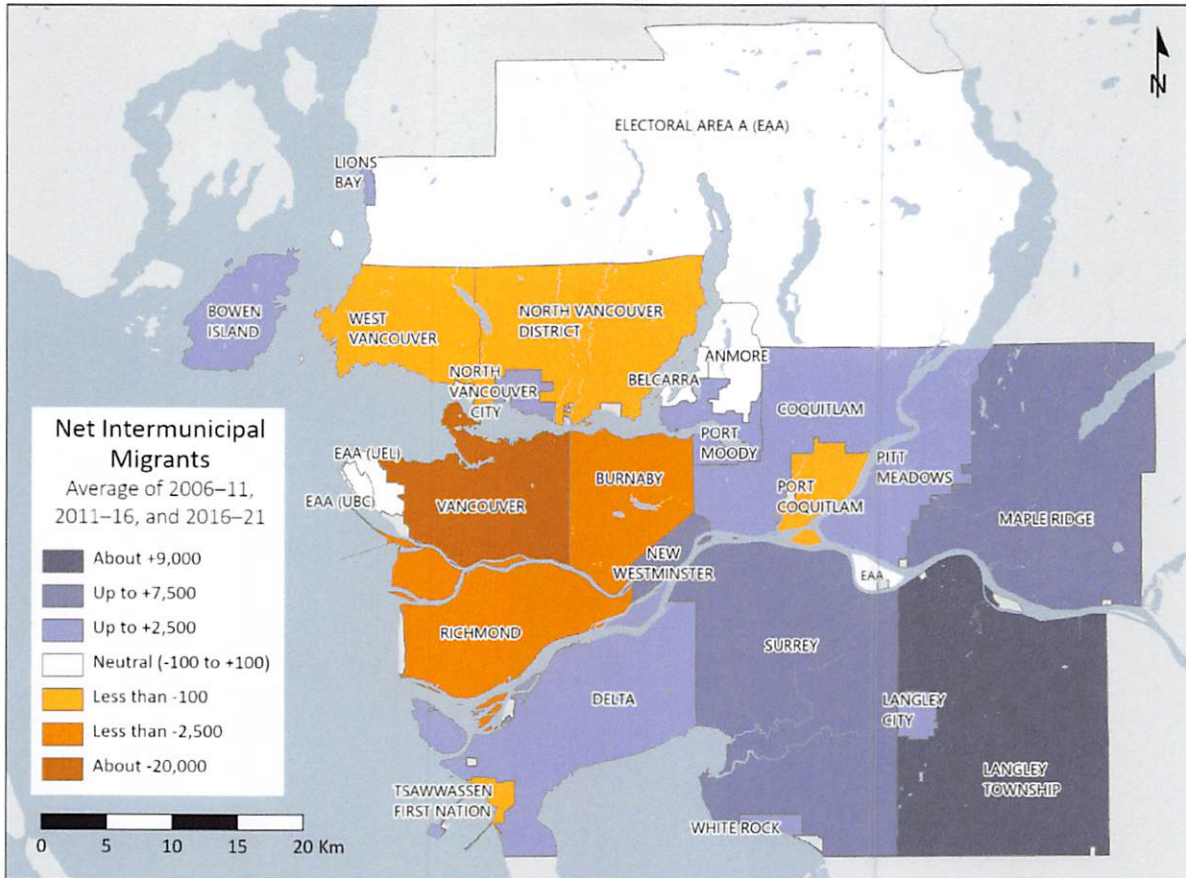 N
ELECTORAL AREA A (EAA)
LIONS
BAY
BOWEN
ISLAND
WEST
VANCOUVER
NORTH VANCOUVER
DISTRICT
NORTH
VANCOUVER
CITY
BELCARRA
ANMORE
PORT
MOODY
COQUITLAM
EAA (UEL)
EAA (UBC)
VANCOUVER
BURNABY
PORT
COQUITLAM
PITT
MEADOWS
MAPLE RIDGE
NEW
WESTMINSTER
EAA
RICHMOND
SURREY
DELTA
LANGLEY
CITY
LANGLEY
TOWNSHIP
TSAWWASSEN
FIRST NATION
WHITE ROCK
Net Intermunicipal
Migrants
Average of 2006–11,
2011–16, and 2016–21
About +9,000
Up to +7,500
Up to +2,500
Neutral (-100 to +100)
Less than -100
Less than -2,500
About -20,000
0 5 10 15 20 Km